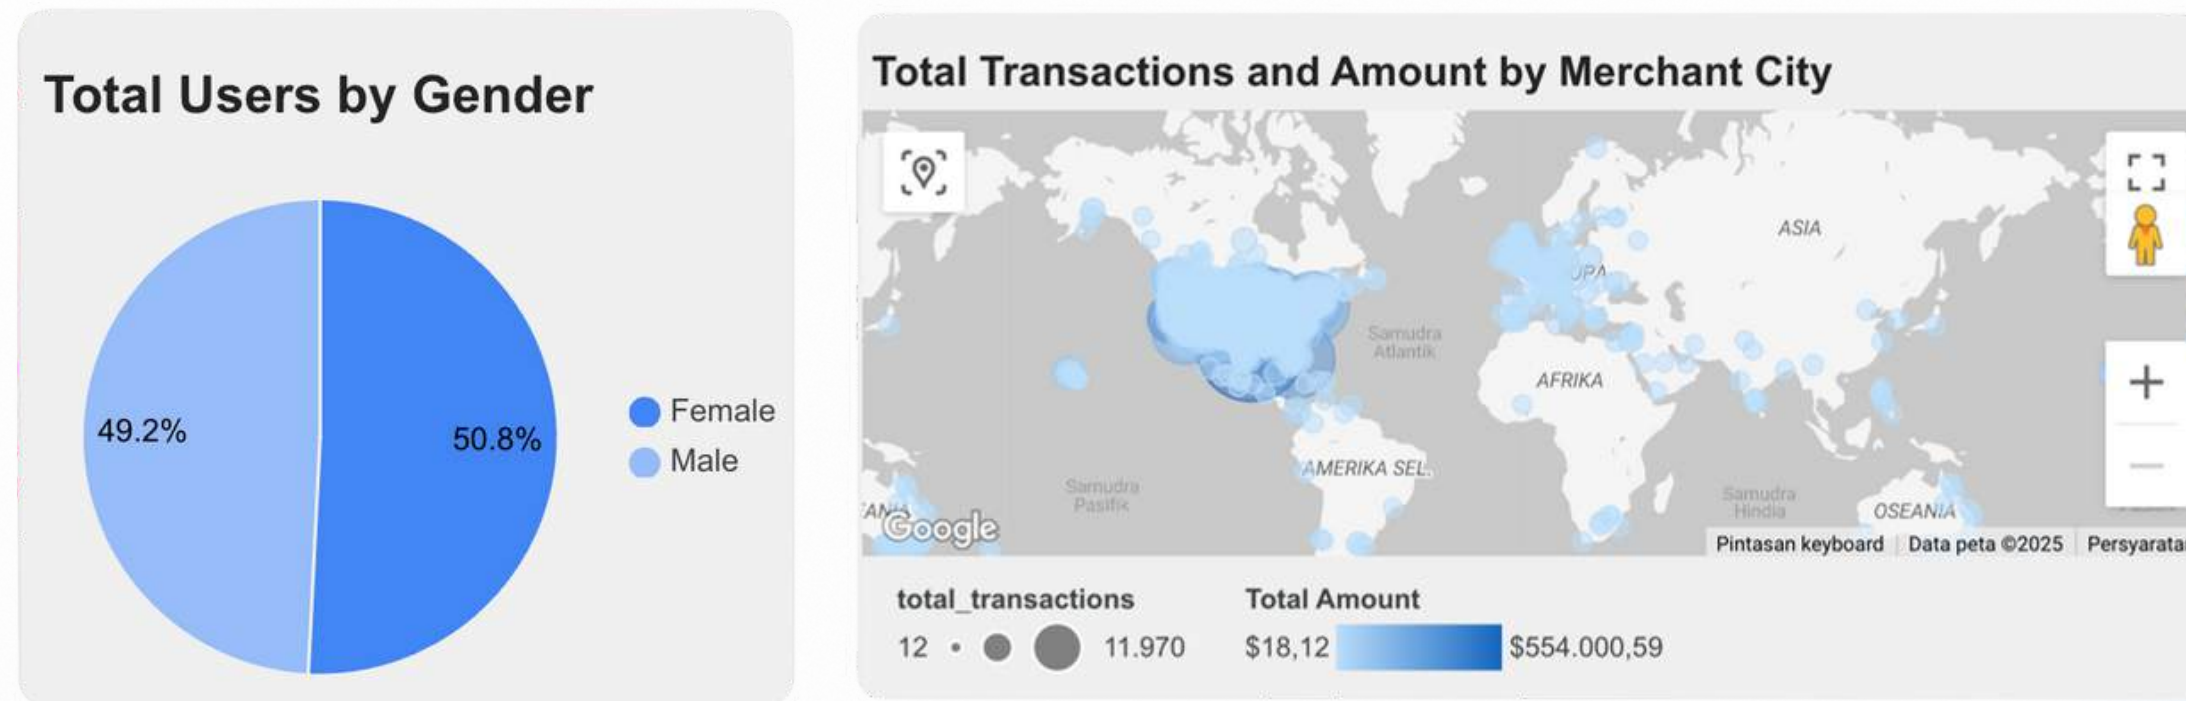 Total Users by Gender
49.2%
50.8%
Female
Male
Total Transactions and Amount by Merchant City
ASIA
Samudra
Atlantik
AFRIKA
AMERIKA SEL.
Samudra
Pasifik
Samudra
Hindia
OSEANIA
Google
Pintasan keyboard
Data peta ©2025
total_transactions
12
11.970
Total Amount
$18,12
$554.000,59